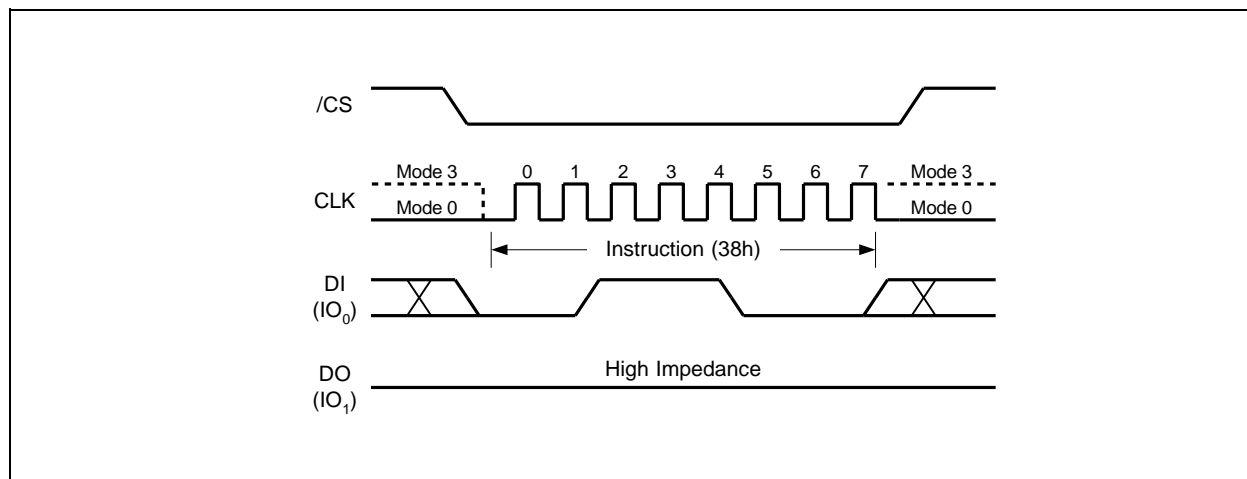 /CS
Mode 3 0 1 2 3 4 5 6 7 Mode 3
CLK
Mode 0 Mode 0
Instruction (38h)
DI
(IO₀)
High Impedance
DO
(IO₁)